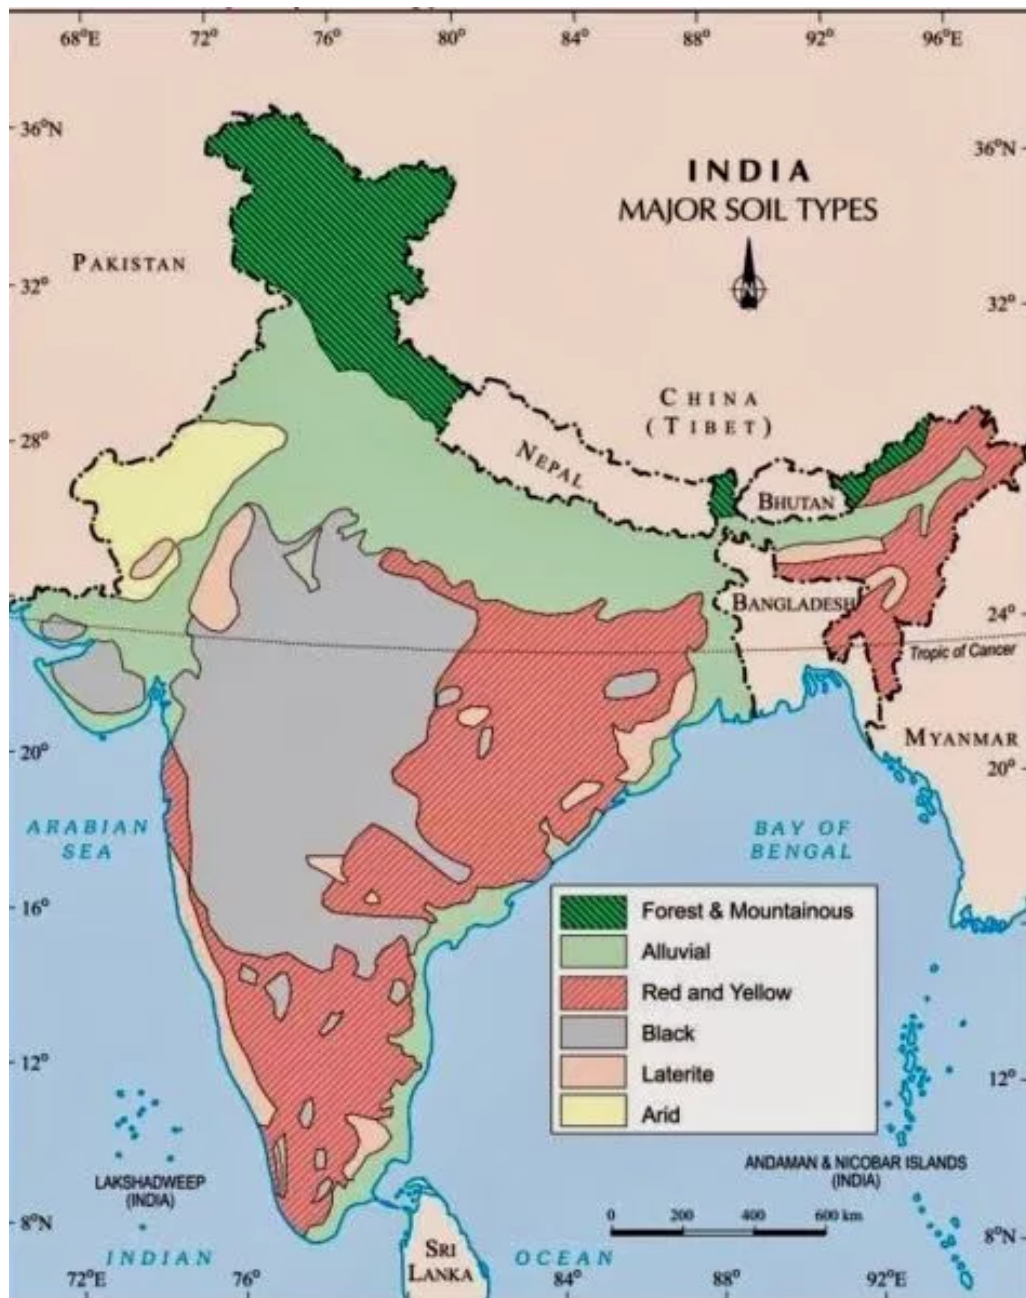 68°E 72° 76° 80° 84° 88° 92° 96°E
36°N
36°N
INDIA
MAJOR SOIL TYPES
N
PAKISTAN
32°
32°
CHINA
(TIBET)
28°
NEPAL
BHUTAN
BANGLADESH
24°
Tropic of Cancer
MYANMAR
20°
20°
ARABIAN
SEA
BAY OF
BENGAL
16°
Forest & Mountainous
Alluvial
Red and Yellow
Black
Laterite
Arid
12°
12°
LAKSHADWEEP
(INDIA)
ANDAMAN & NICOBAR ISLANDS
(INDIA)
0 200 400 600 km
8°N
8°N
INDIAN OCEAN
SRI
LANKA
72°E 76° 84° 88° 92°E